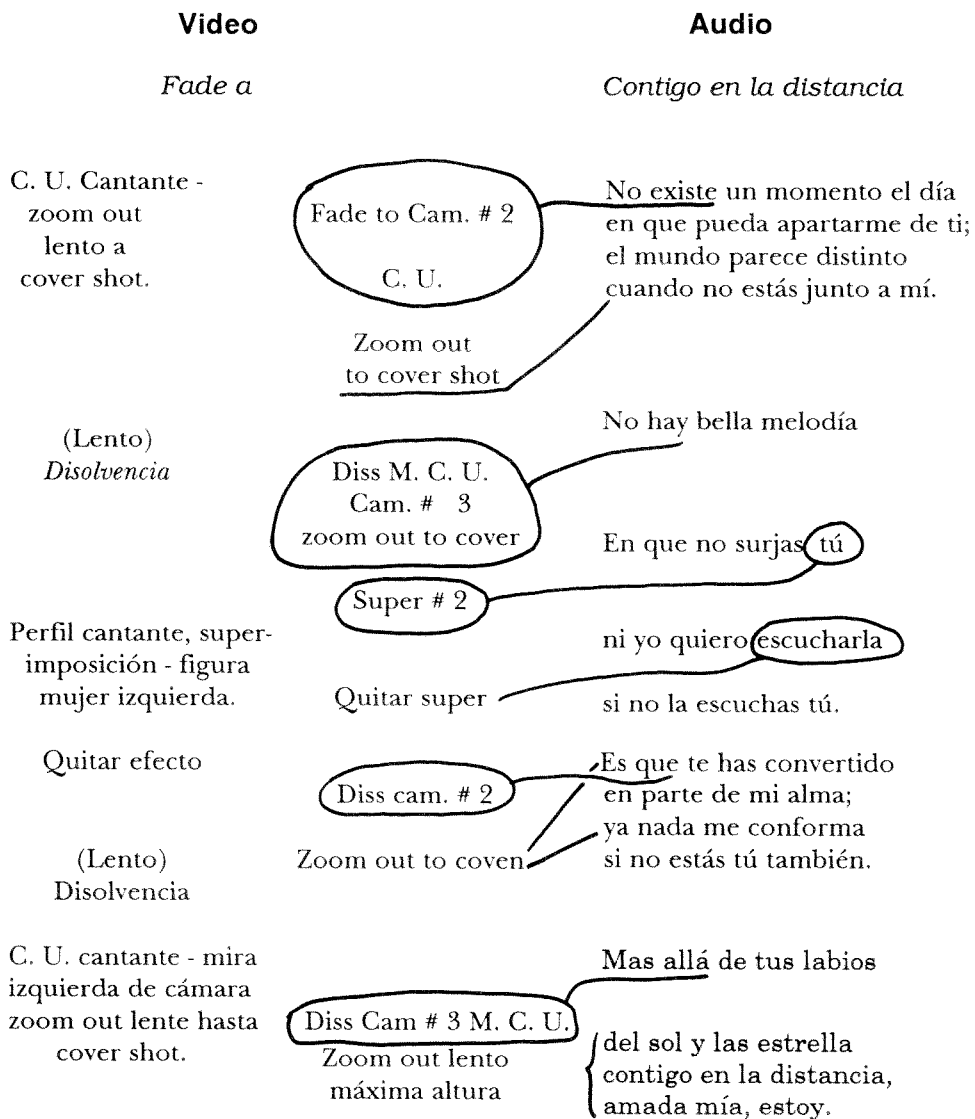 Video
Audio
Fade a
Contigo en la distancia
C. U. Cantante -
zoom out
lento a
cover shot.
Fade to Cam. # 2
C. U.
No existe un momento el día
en que pueda apartarme de ti;
el mundo parece distinto
cuando no estás junto a mí.
Zoom out
to cover shot
(Lento)
Disolvencia
Diss M. C. U.
Cam. # 3
zoom out to cover
No hay bella melodía
En que no surjas tú
Super # 2
Perfil cantante, super-
imposición - figura
mujer izquierda.
ni yo quiero escucharla
Quitar super
si no la escuchas tú.
Quitar efecto
Diss cam. # 2
Es que te has convertido
en parte de mi alma;
ya nada me conforma
si no estás tú también.
(Lento)
Disolvencia
Zoom out to coven
C. U. cantante - mira
izquierda de cámara
zoom out lente hasta
cover shot.
Mas allá de tus labios
Diss Cam # 3 M. C. U.
Zoom out lento
máxima altura
del sol y las estrella
contigo en la distancia,
amada mía, estoy.